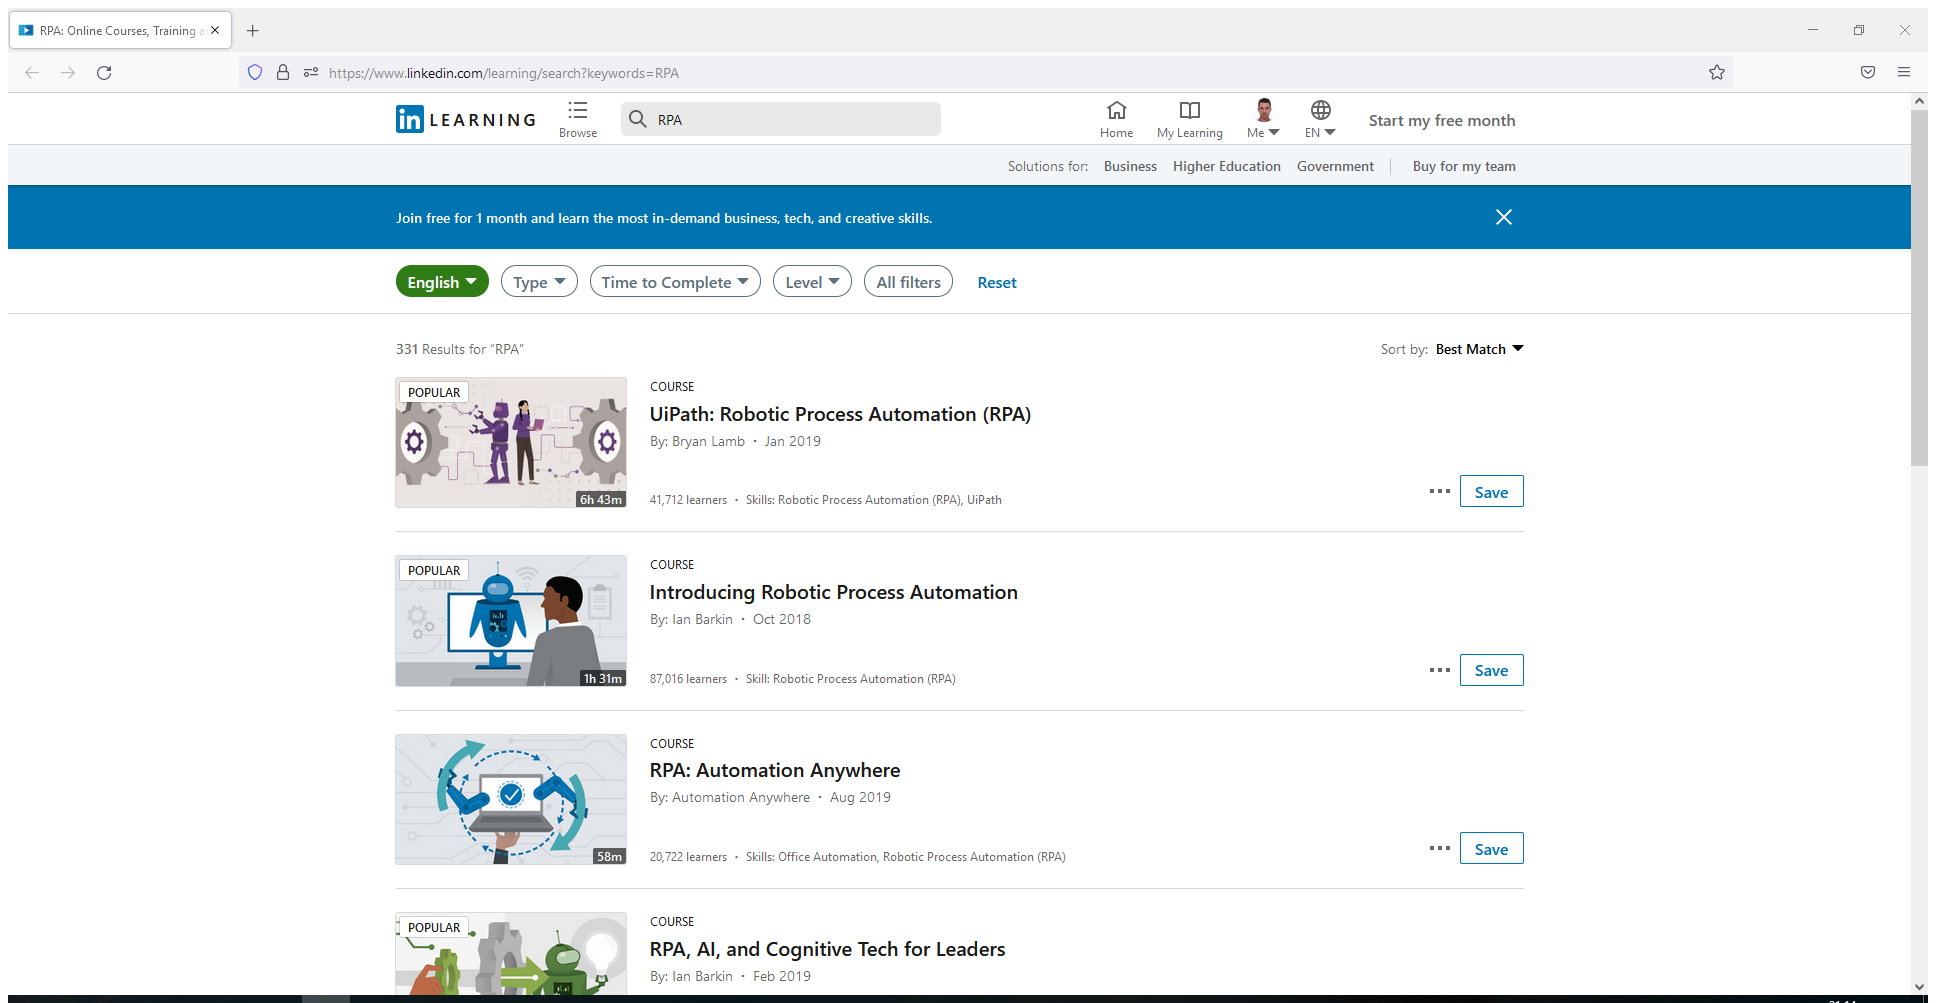 RPA: Online Courses, Training a
https://www.linkedin.com/learning/search?keywords=RPA
in LEARNING
Browse
RPA
Home
My Learning
Me
EN
Start my free month
Solutions for:
Business
Higher Education
Government
Buy for my team
Join free for 1 month and learn the most in-demand business, tech, and creative skills.
English
Type
Time to Complete
Level
All filters
Reset
331 Results for “RPA”
Sort by: Best Match
POPULAR
6h 43m
COURSE
UiPath: Robotic Process Automation (RPA)
By: Bryan Lamb • Jan 2019
41,712 learners • Skills: Robotic Process Automation (RPA), UiPath
Save
POPULAR
1h 31m
COURSE
Introducing Robotic Process Automation
By: Ian Barkin • Oct 2018
87,016 learners • Skill: Robotic Process Automation (RPA)
Save
58m
COURSE
RPA: Automation Anywhere
By: Automation Anywhere • Aug 2019
20,722 learners • Skills: Office Automation, Robotic Process Automation (RPA)
Save
POPULAR
COURSE
RPA, AI, and Cognitive Tech for Leaders
By: Ian Barkin • Feb 2019